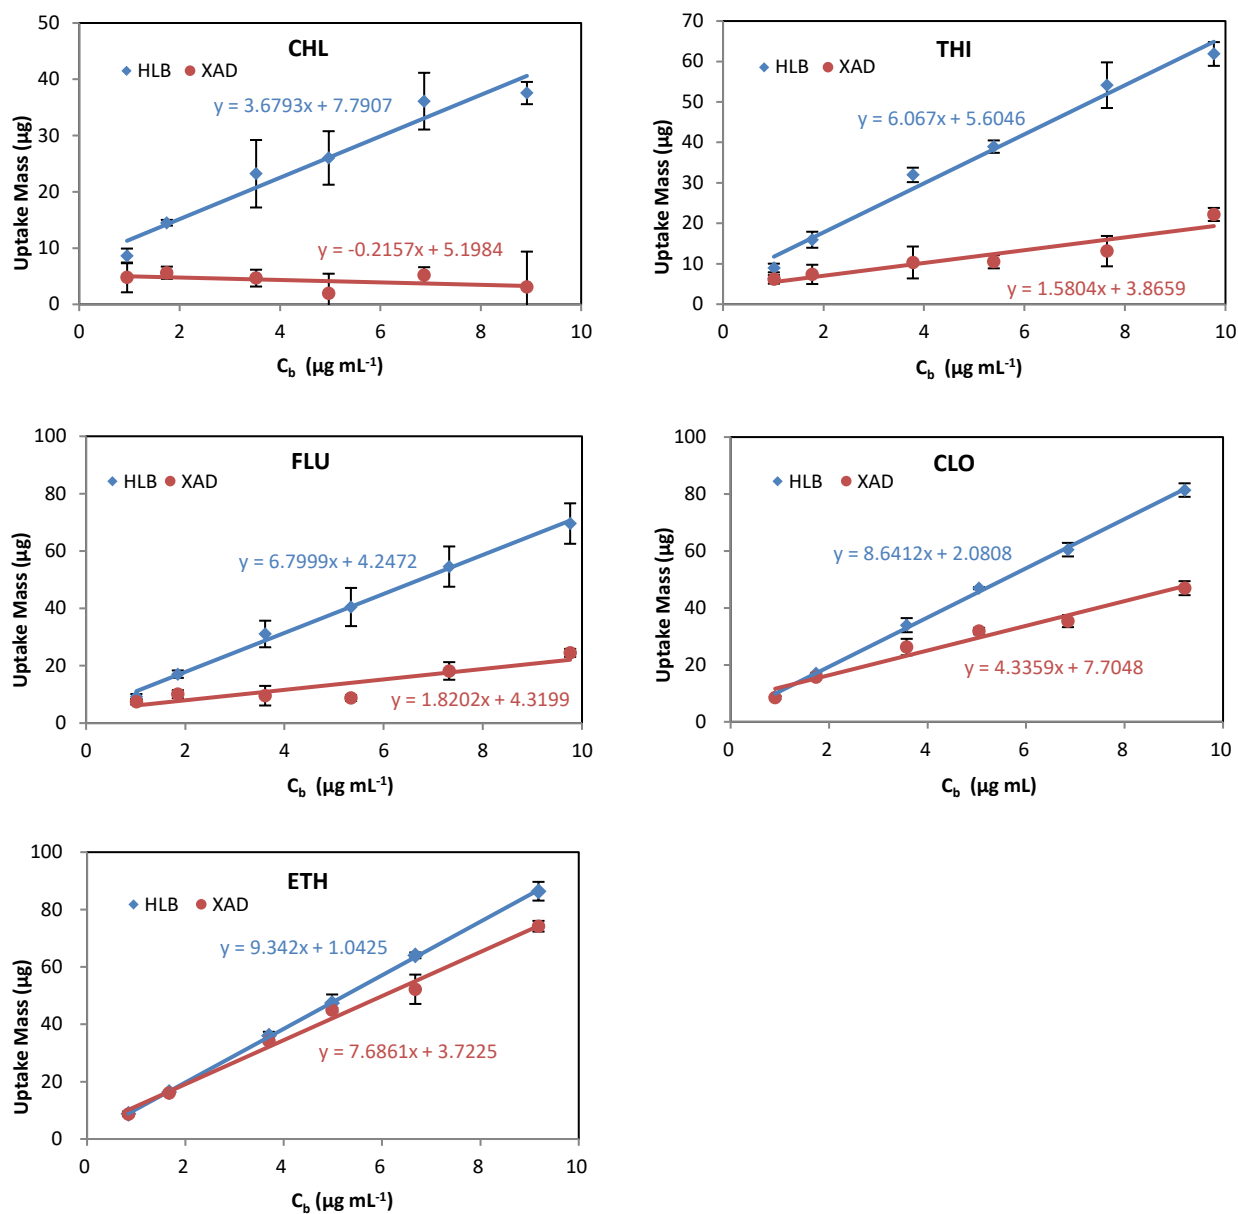 CHL
HLB XAD
y = 3.6793x + 7.7907
y = -0.2157x + 5.1984
Uptake Mass (µg)
50
40
30
20
10
0
0 2 4 6 8 10
C_b (µg mL⁻¹)
THI
HLB XAD
y = 6.067x + 5.6046
y = 1.5804x + 3.8659
Uptake Mass (µg)
70
60
50
40
30
20
10
0
0 2 4 6 8 10
C_b (µg mL⁻¹)
FLU
HLB XAD
y = 6.7999x + 4.2472
y = 1.8202x + 4.3199
Uptake Mass (µg)
100
80
60
40
20
0
0 2 4 6 8 10
C_b (µg mL⁻¹)
CLO
HLB XAD
y = 8.6412x + 2.0808
y = 4.3359x + 7.7048
Uptake Mass (µg)
100
80
60
40
20
0
0 2 4 6 8 10
C_b (µg mL)
ETH
HLB XAD
y = 9.342x + 1.0425
y = 7.6861x + 3.7225
Uptake Mass (µg)
100
80
60
40
20
0
0 2 4 6 8 10
C_b (µg mL⁻¹)